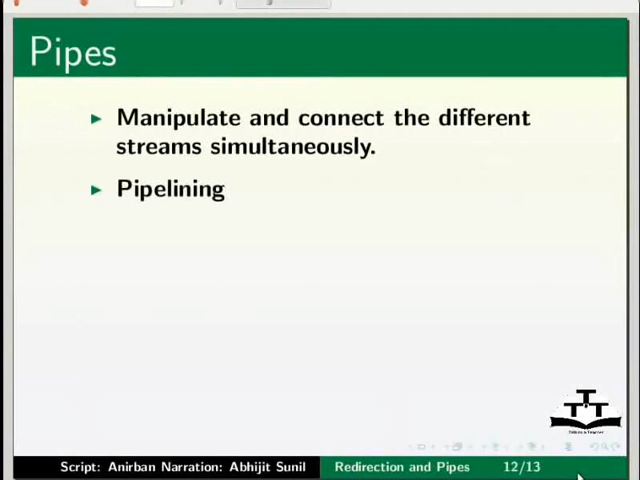 Pipes
Manipulate and connect the different
streams simultaneously.
Pipelining
TTT
Script: Anirban Narration: Abhijit Sunil Redirection and Pipes 12/13